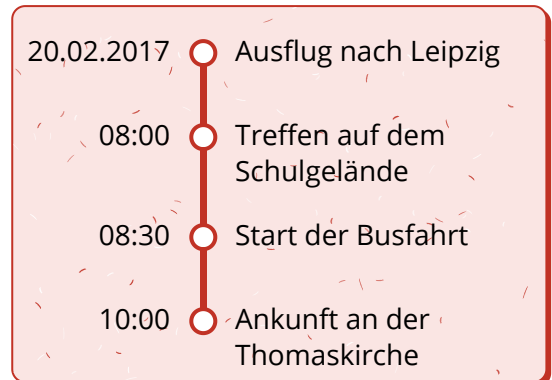 20.02.2017 Ausflug nach Leipzig
08:00 Treffen auf dem
Schulgelände
08:30 Start der Busfahrt
10:00 Ankunft an der
Thomaskirche